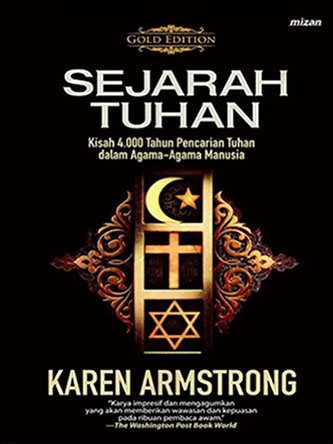 mizan
GOLD EDITION
SEJARAH
TUHAN
Kisah 4.000 Tahun Pencarian Tuhan
dalam Agama-Agama Manusia
KAREN ARMSTRONG
"Karya impresif dan mengagumkan
yang akan memberikan wawasan dan kepuasan
pada ribuan pembaca awam."
—The Washington Post Book World